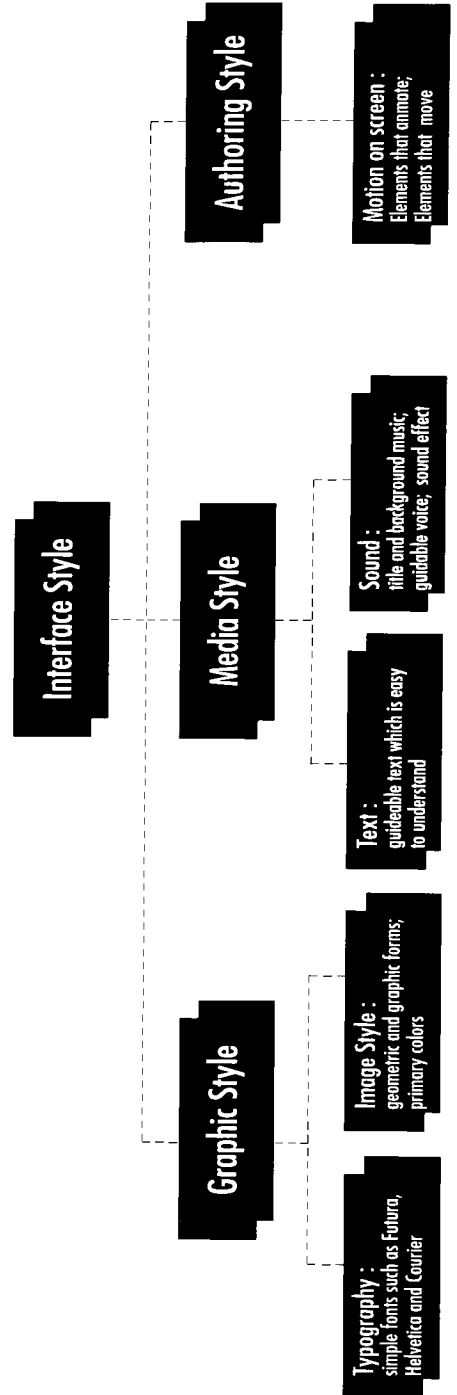 Interface Style
Graphic Style
Media Style
Authoring Style
Typography :
simple fonts such as Futura,
Helvetica and Courier
Image Style :
geometric and graphic forms;
primary colors
Text :
guideable text which is easy
to understand
Sound :
title and background music;
guidable voice; sound effect
Motion on screen :
Elements that anmate;
Elements that move